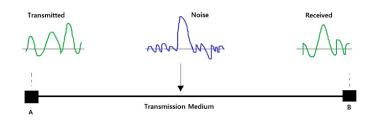 Transmitted
Noise
Received
Transmission Medium
A
B